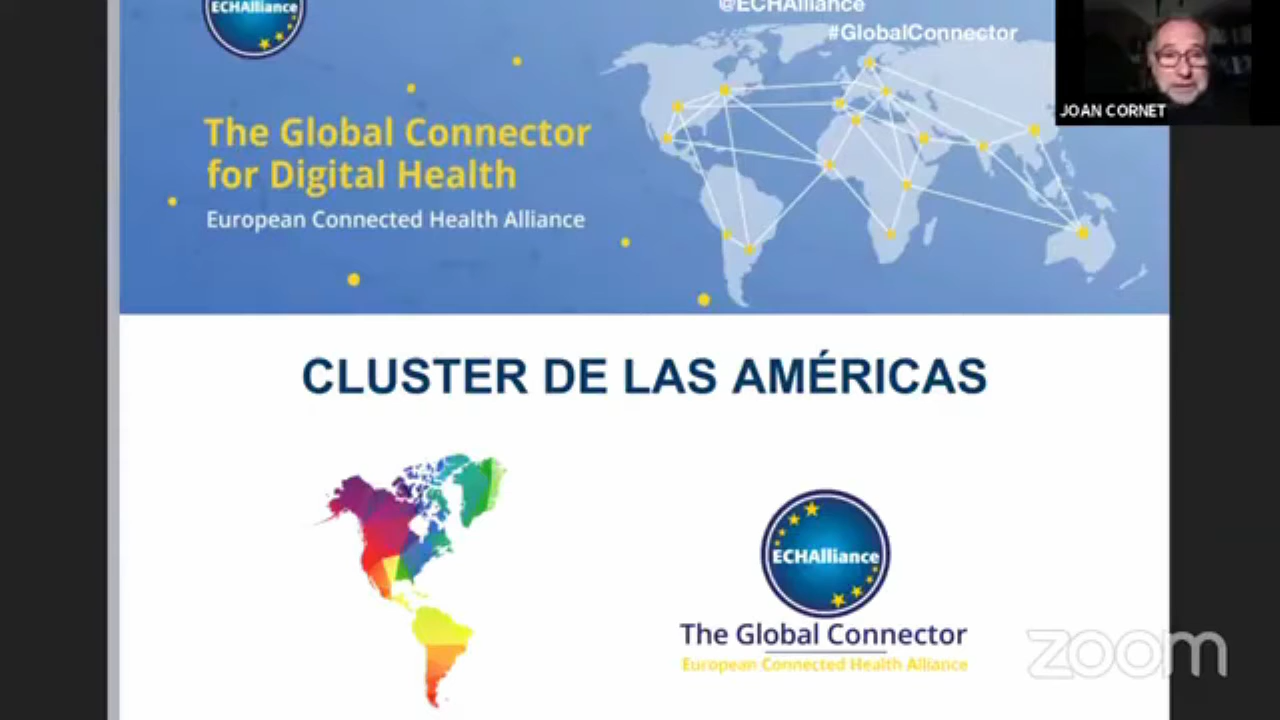 ECHAlliance
@ECHAlliance
#GlobalConnector
JOAN CORNET
The Global Connector
for Digital Health
European Connected Health Alliance
CLUSTER DE LAS AMÉRICAS
ECHAlliance
The Global Connector
European Connected Health Alliance
zoom